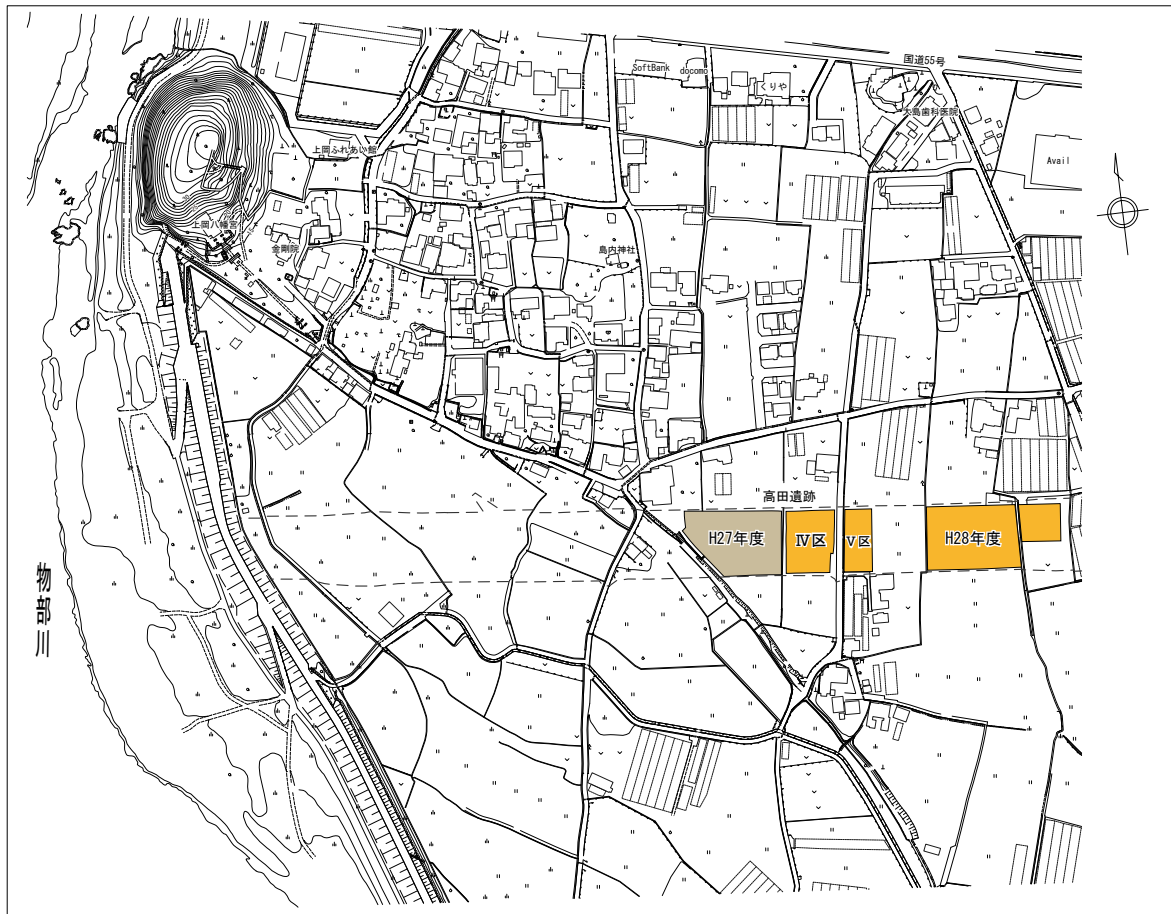 国道55号
SoftBank
docomo
くりや
大島歯科医院
上岡ふれあい館
Avail
上岡八幡宮
金剛院
島内神社
高田遺跡
H27年度
Ⅳ区
Ⅴ区
H28年度
物部川